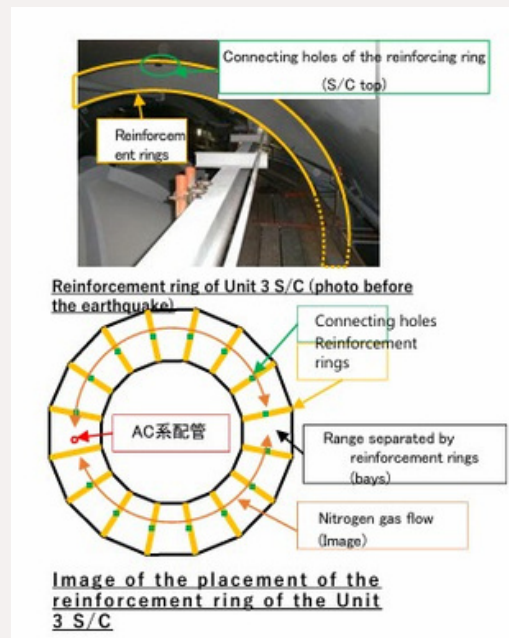 Connecting holes of the reinforcing ring
(S/C top)
Reinforcem
ent rings
Reinforcement ring of Unit 3 S/C (photo before
the earthquake)
Connecting holes
Reinforcement
rings
AC系配管
Range separated by
reinforcement rings
(bays)
Nitrogen gas flow
(Image)
Image of the placement of the
reinforcement ring of the Unit
3 S/C